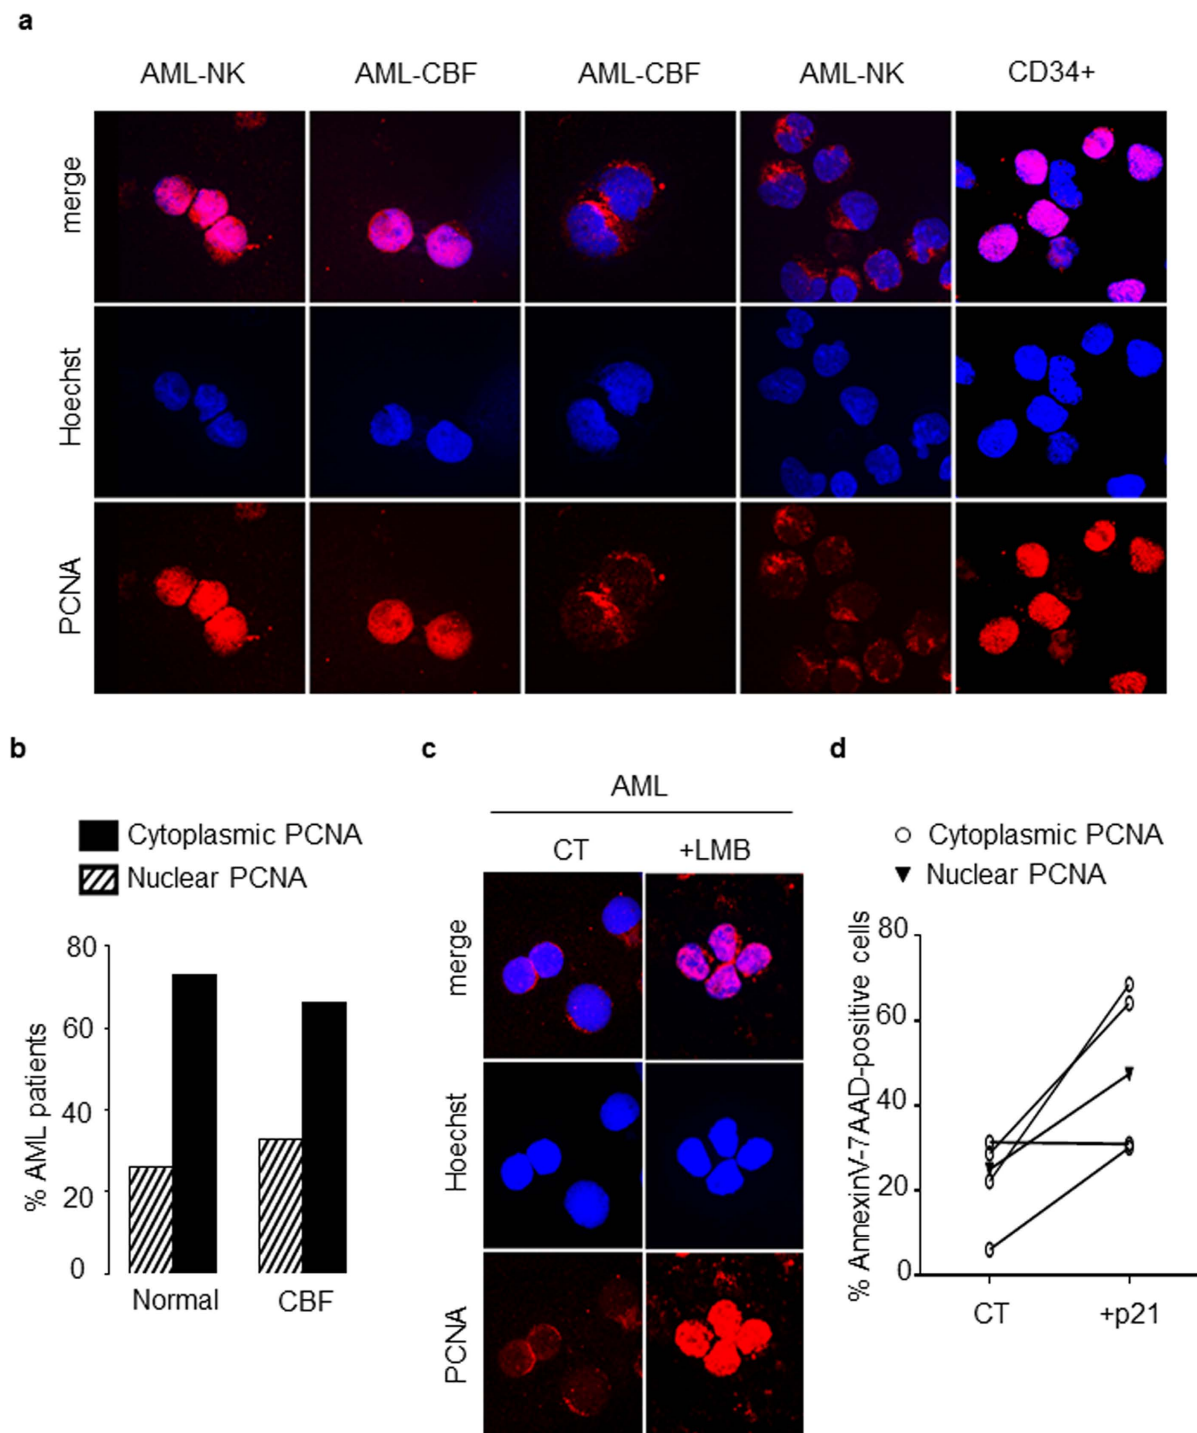 a
AML-NK AML-CBF AML-CBF AML-NK CD34+
merge
Hoechst
PCNA
b
Cytoplasmic PCNA
Nuclear PCNA
% AML patients
80
60
40
20
0
Normal CBF
c
AML
CT +LMB
merge
Hoechst
PCNA
d
Cytoplasmic PCNA
Nuclear PCNA
% AnnexinV-7AAD-positive cells
80
60
40
20
0
CT +p21